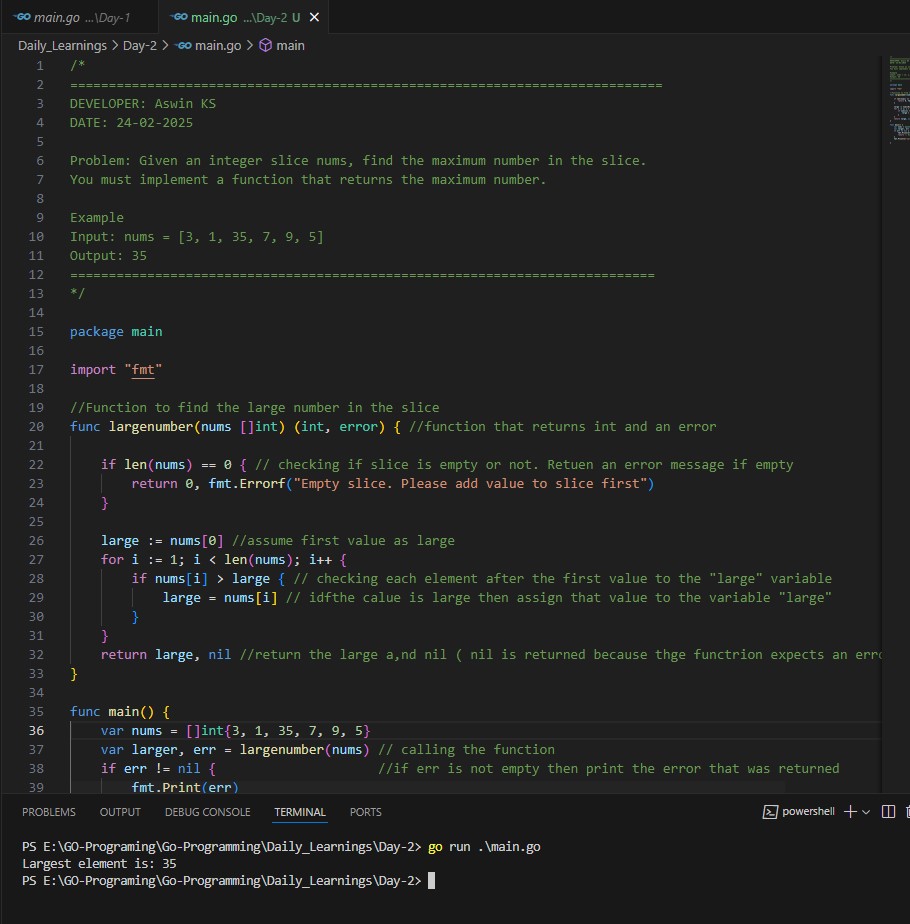 GO main.go ...\Day-1
GO main.go ...\Day-2 U
Daily_Learnings > Day-2 > GO main.go > main
1 /*
2 =============================================================================
3 DEVELOPER: Aswin KS
4 DATE: 24-02-2025
5
6 Problem: Given an integer slice nums, find the maximum number in the slice.
7 You must implement a function that returns the maximum number.
8
9 Example
10 Input: nums = [3, 1, 35, 7, 9, 5]
11 Output: 35
12 ============================================================================
13 */
14
15 package main
16
17 import "fmt"
18
19 //Function to find the large number in the slice
20 func largenumber(nums []int) (int, error) { //function that returns int and an error
21
22 if len(nums) == 0 { // checking if slice is empty or not. Retuen an error message if empty
23 return 0, fmt.Errorf("Empty slice. Please add value to slice first")
24 }
25
26 large := nums[0] //assume first value as large
27 for i := 1; i < len(nums); i++ {
28 if nums[i] > large { // checking each element after the first value to the "large" variable
29 large = nums[i] // idfthe calue is large then assign that value to the variable "large"
30 }
31 }
32 return large, nil //return the large a,nd nil ( nil is returned because thge functrion expects an erro
33 }
34
35 func main() {
36 var nums = []int{3, 1, 35, 7, 9, 5}
37 var larger, err = largenumber(nums) // calling the function
38 if err != nil { //if err is not empty then print the error that was returned
39 fmt.Print(err)
PROBLEMS OUTPUT DEBUG CONSOLE TERMINAL PORTS powershell
PS E:\GO-Programing\Go-Programming\Daily_Learnings\Day-2> go run .\main.go
Largest element is: 35
PS E:\GO-Programing\Go-Programming\Daily_Learnings\Day-2>